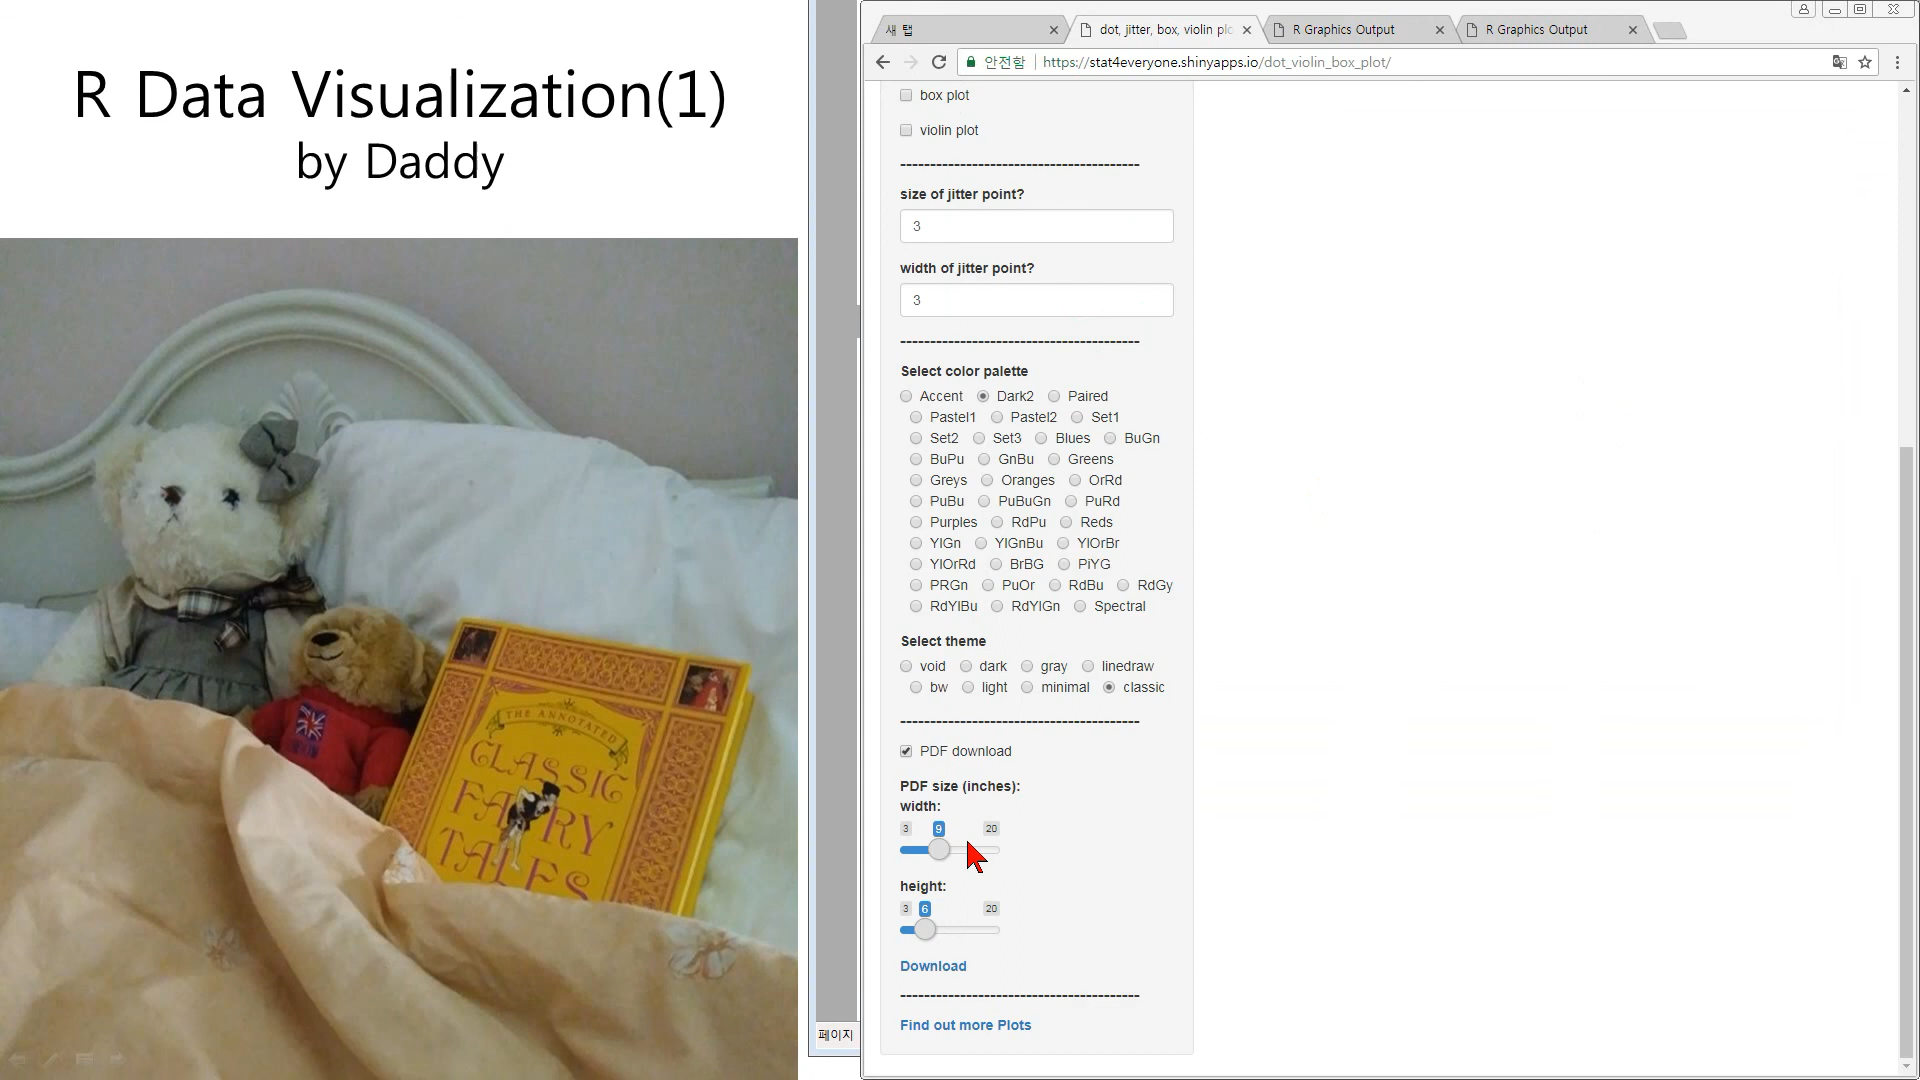 R Data Visualization(1)
by Daddy
THE ANNOTATED
CLASSIC
FAIRY
TALES
새 탭
dot, jitter, box, violin plo
R Graphics Output
R Graphics Output
안전함
https://stat4everyone.shinyapps.io/dot_violin_box_plot/
box plot
violin plot
----------------------------------------
size of jitter point?
3
width of jitter point?
3
----------------------------------------
Select color palette
Accent Dark2 Paired
Pastel1 Pastel2 Set1
Set2 Set3 Blues BuGn
BuPu GnBu Greens
Greys Oranges OrRd
PuBu PuBuGn PuRd
Purples RdPu Reds
YlGn YlGnBu YlOrBr
YlOrRd BrBG PiYG
PRGn PuOr RdBu RdGy
RdYlBu RdYlGn Spectral
Select theme
void dark gray linedraw
bw light minimal classic
----------------------------------------
PDF download
PDF size (inches):
width:
3 9 20
height:
3 6 20
Download
----------------------------------------
Find out more Plots
페이지